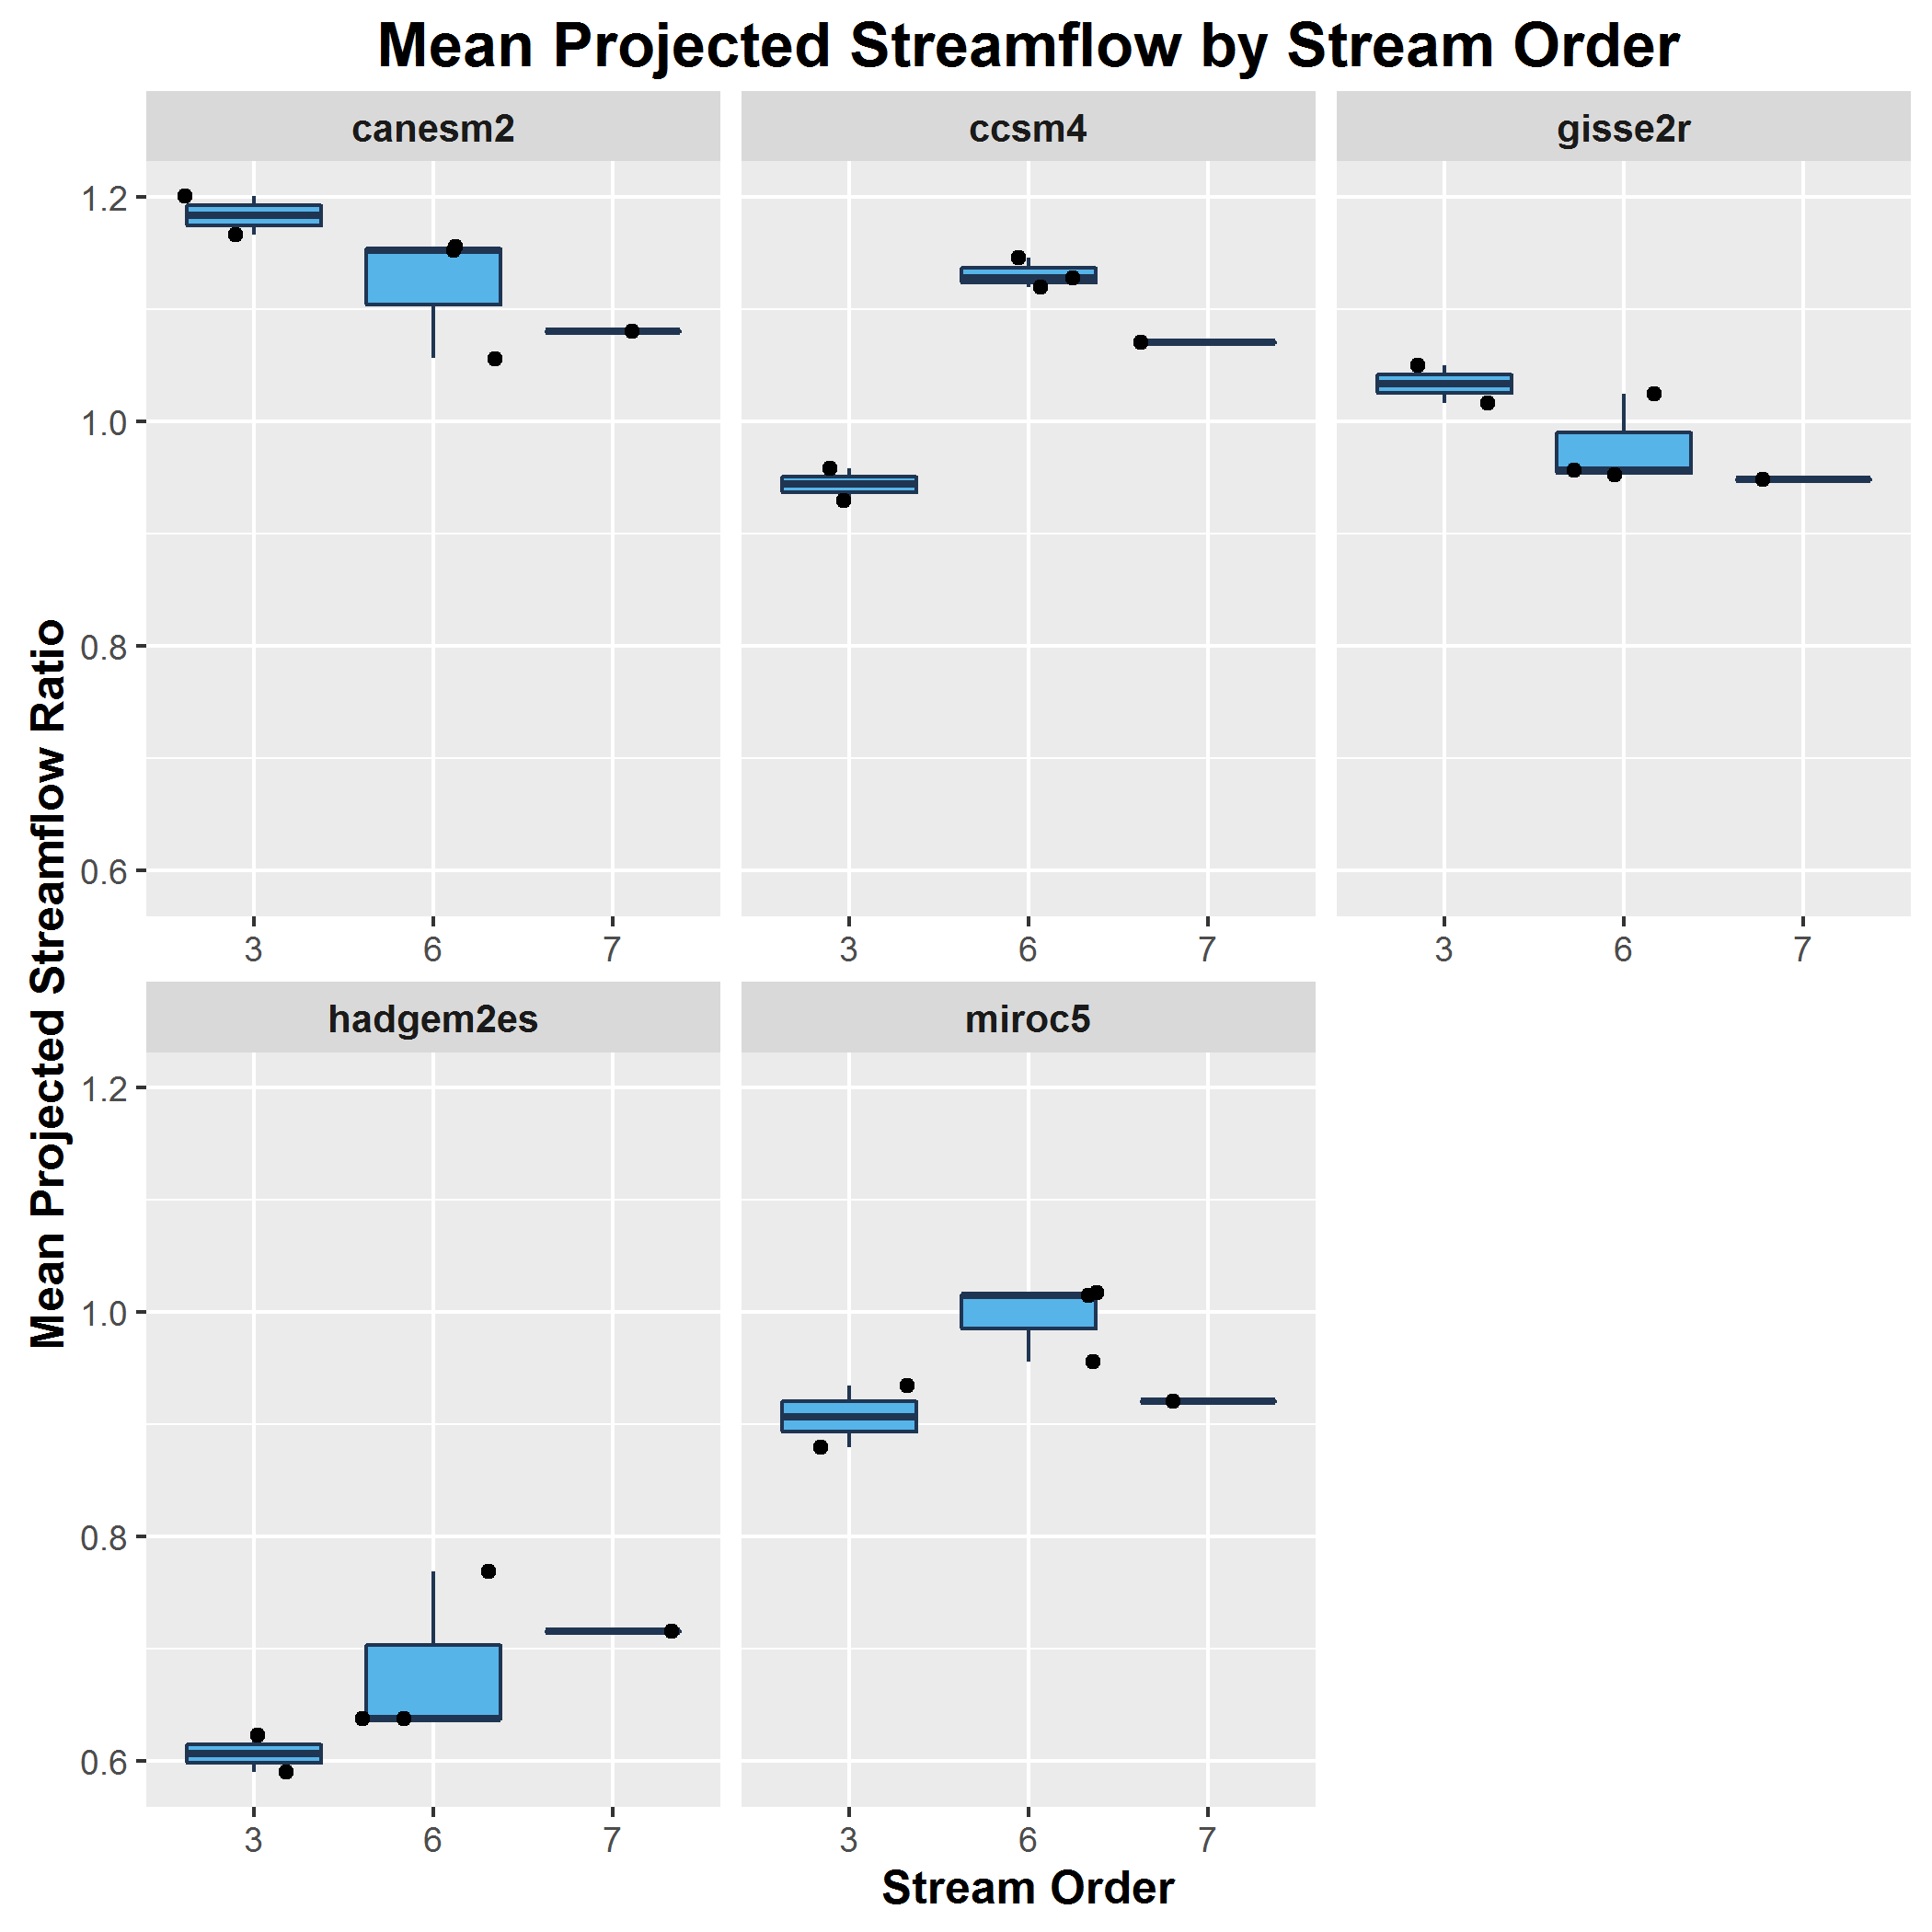 Mean Projected Streamflow by Stream Order
canesm2
ccsm4
gisse2r
1.2
1.0
0.8
0.6
3 6 7
3 6 7
3 6 7
Mean Projected Streamflow Ratio
hadgem2es
miroc5
1.2
1.0
0.8
0.6
3 6 7
3 6 7
Stream Order